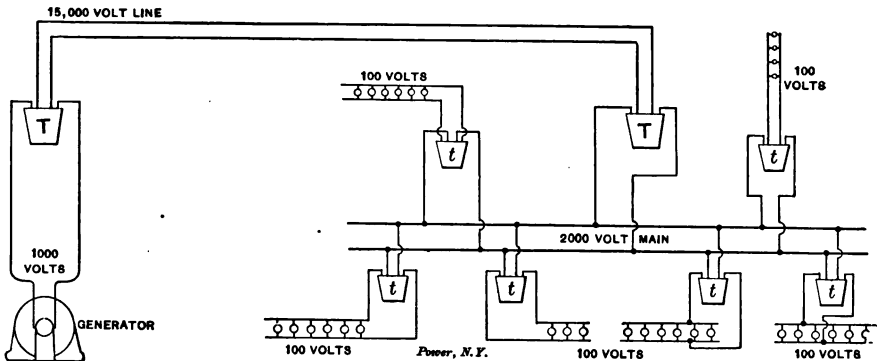 15,000 VOLT LINE
T
100 VOLTS
T
100
VOLTS
t
t
1000
VOLTS
2000 VOLT MAIN
t
t
t
t
GENERATOR
100 VOLTS
Power, N.Y.
100 VOLTS
100 VOLTS